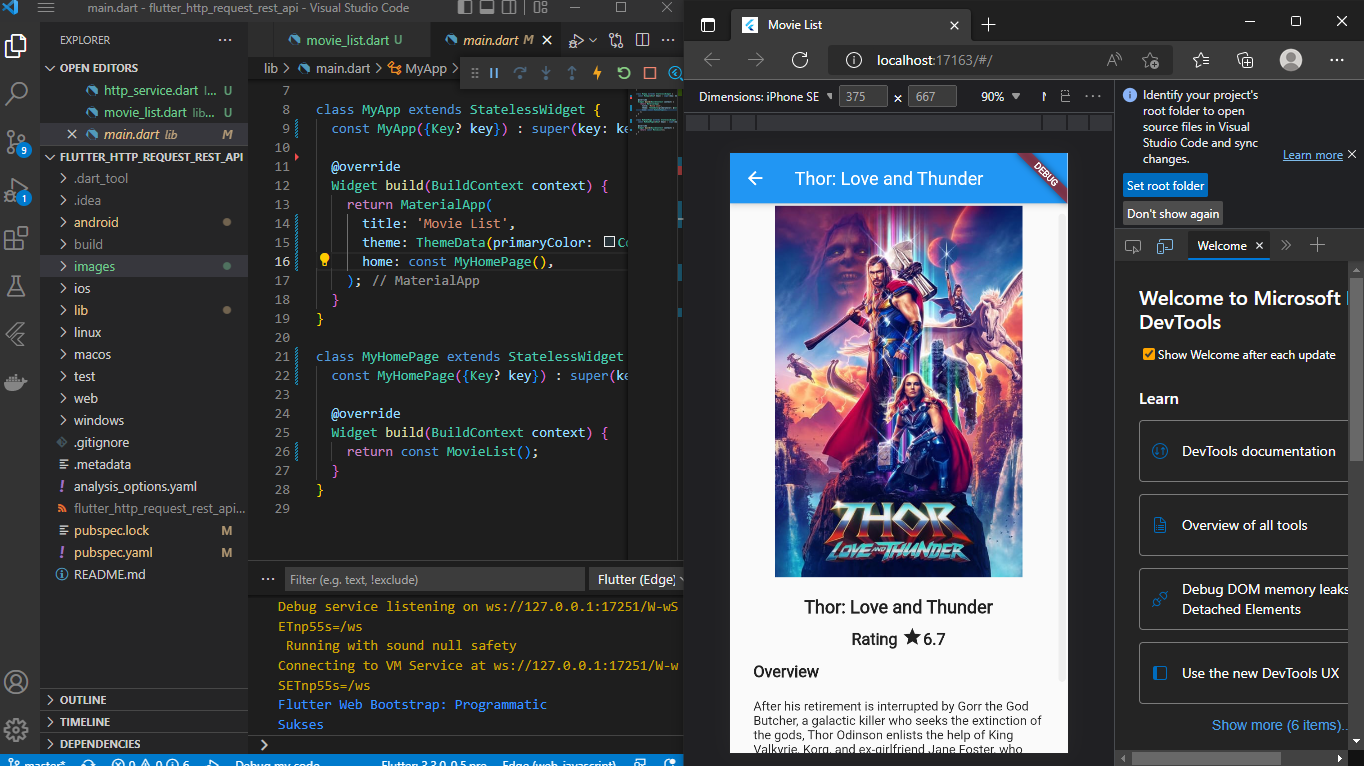 main.dart - flutter_http_request_rest_api - Visual Studio Code
EXPLORER
OPEN EDITORS
http_service.dart l... U
movie_list.dart lib... U
main.dart lib M
FLUTTER_HTTP_REQUEST_REST_API
.dart_tool
.idea
android
build
images
ios
lib
linux
macos
test
web
windows
.gitignore
.metadata
analysis_options.yaml
flutter_http_request_rest_api...
pubspec.lock M
pubspec.yaml M
README.md
OUTLINE
TIMELINE
DEPENDENCIES
9
1
movie_list.dart U
main.dart M
lib > main.dart > MyApp >
7
8 class MyApp extends StatelessWidget {
9 const MyApp({Key? key}) : super(key: ke
10
11 @override
12 Widget build(BuildContext context) {
13 return MaterialApp(
14 title: 'Movie List',
15 theme: ThemeData(primaryColor: Co
16 home: const MyHomePage(),
17 ); // MaterialApp
18 }
19 }
20
21 class MyHomePage extends StatelessWidget
22 const MyHomePage({Key? key}) : super(ke
23
24 @override
25 Widget build(BuildContext context) {
26 return const MovieList();
27 }
28 }
29
Filter (e.g. text, !exclude)
Flutter (Edge)
Debug service listening on ws://127.0.0.1:17251/W-wS
ETnp55s=/ws
Running with sound null safety
Connecting to VM Service at ws://127.0.0.1:17251/W-w
SETnp55s=/ws
Flutter Web Bootstrap: Programmatic
Sukses
master* 0 0 6 Debug my code Flutter 3.3.0-0.5.pre Edge (web-javascript)
Movie List
localhost:17163/#/
Dimensions: iPhone SE 375 x 667 90%
Thor: Love and Thunder
DEBUG
THOR
LOVE AND THUNDER
Thor: Love and Thunder
Rating ★ 6.7
Overview
After his retirement is interrupted by Gorr the God
Butcher, a galactic killer who seeks the extinction of
the gods, Thor Odinson enlists the help of King
Valkyrie, Korg, and ex-girlfriend Jane Foster, who
Identify your project's
root folder to open
source files in Visual
Studio Code and sync
changes.
Learn more
Set root folder
Don't show again
Welcome
Welcome to Microsoft
DevTools
Show Welcome after each update
Learn
DevTools documentation
Overview of all tools
Debug DOM memory leaks
Detached Elements
Use the new DevTools UX
Show more (6 items)...